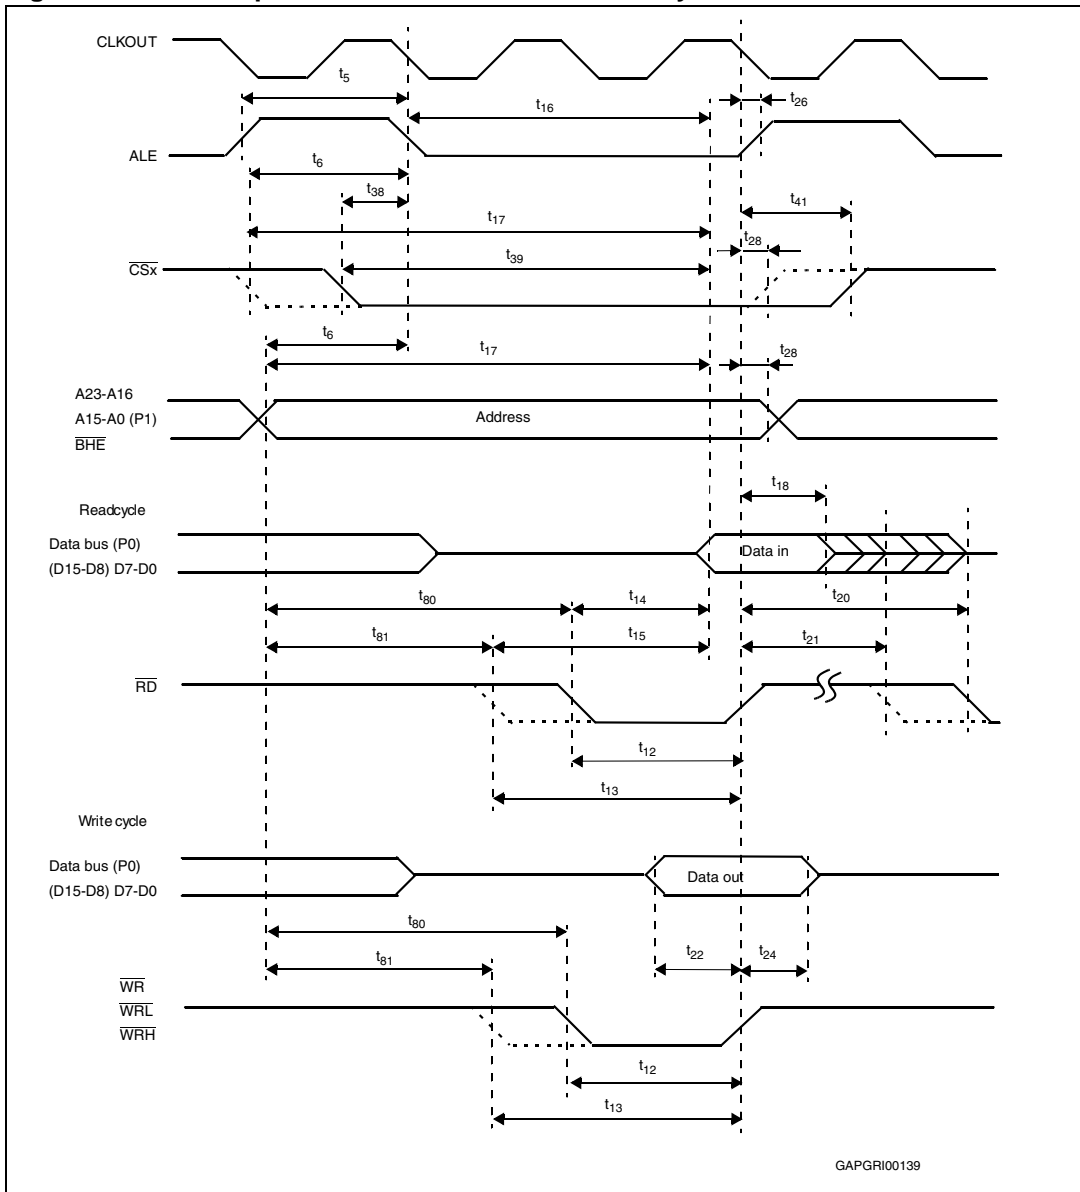 CLKOUT
t5
t16
t26
ALE
t6
t38
t41
t17
t28
t39
CSx
t6
t17
t28
A23-A16
A15-A0 (P1)
Address
BHE
t18
Readcycle
Data bus (P0)
Data in
(D15-D8) D7-D0
t80
t14
t20
t81
t15
t21
RD
t12
t13
Write cycle
Data bus (P0)
Data out
(D15-D8) D7-D0
t80
t81
t22
t24
WR
WRL
WRH
t12
t13
GAPGRI00139